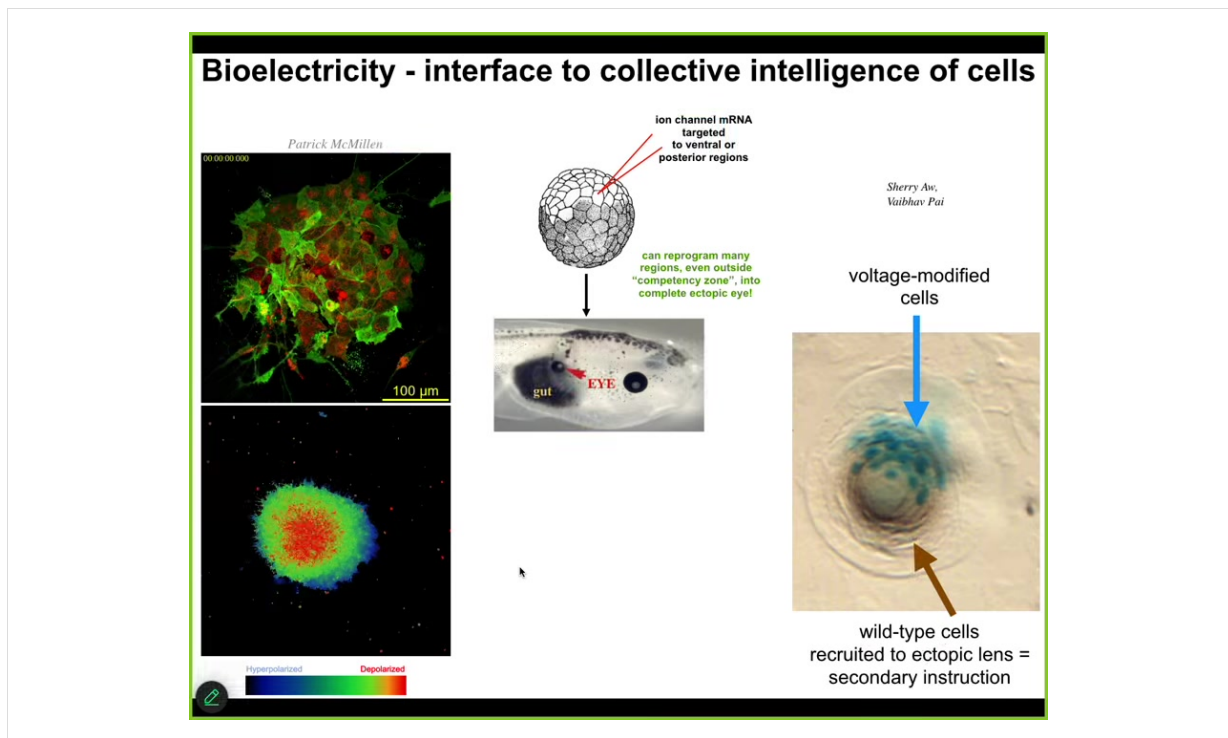 Bioelectricity - interface to collective intelligence of cells
Patrick McMillen
00:00:00.000
100 µm
Hyperpolarized
Depolarized
ion channel mRNA
targeted
to ventral or
posterior regions
can reprogram many
regions, even outside
“competency zone”, into
complete ectopic eye!
gut
EYE
Sherry Aw,
Vaibhav Pai
voltage-modified
cells
wild-type cells
recruited to ectopic lens =
secondary instruction